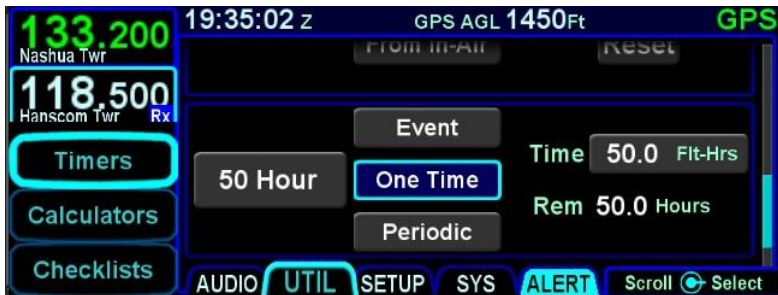 133.200
Nashua Twr
19:35:02 Z GPS AGL 1450Ft GPS
From In-Air Reset
118.500
Hanscom Twr Rx
Timers
Calculators
Checklists
50 Hour
Event
One Time
Periodic
Time 50.0 Flt-Hrs
Rem 50.0 Hours
AUDIO UTIL SETUP SYS ALERT Scroll Select